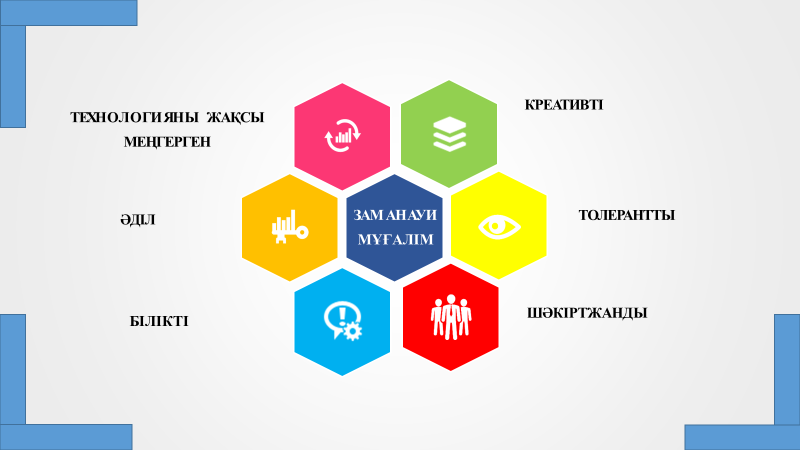 ТЕХНОЛОГИЯНЫ ЖАҚСЫ
МЕҢГЕРГЕН
КРЕАТИВТІ
ӘДІЛ
ЗАМАНАУИ
МҰҒАЛІМ
ТОЛЕРАНТТЫ
БІЛІКТІ
ШӘКІРТЖАНДЫ